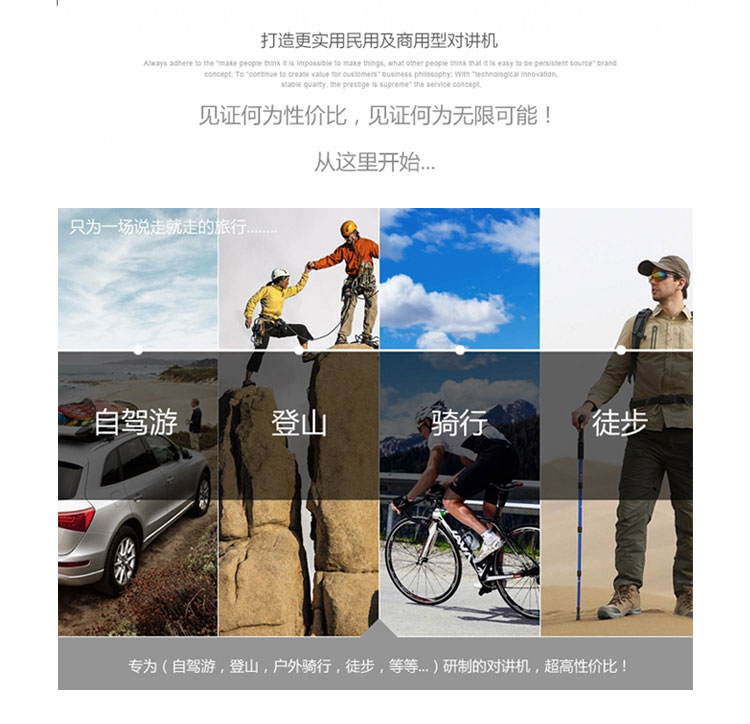 打造更实用民用及商用型对讲机
Always adhere to the "make people think it is impossible to make things, what other people think that it is easy to be persistent source" brand
concept; To "continue to create value for customers" business philosophy; With "technological innovation,
stable quality, the prestige is supreme" the service concept.
见证何为性价比，见证何为无限可能！
从这里开始...
只为一场说走就走的旅行........
自驾游
登山
骑行
徒步
专为（自驾游，登山，户外骑行，徒步，等等...）研制的对讲机，超高性价比！